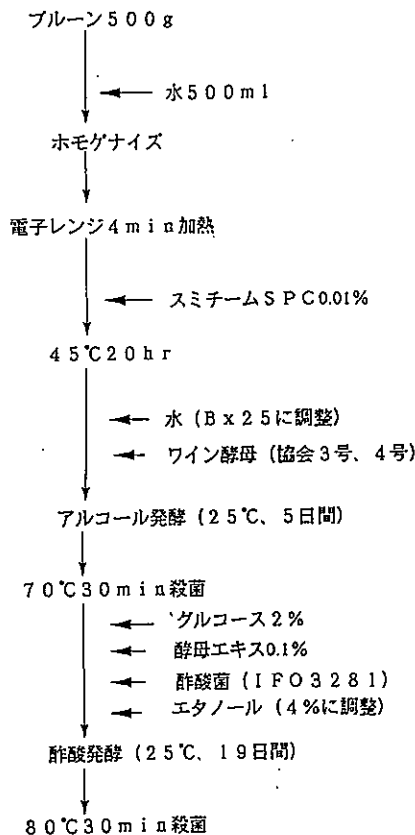 プルーン500g
水500ml
ホモゲナイズ
電子レンジ4min加熱
スミチームSPC0.01%
45℃20hr
水(Bx25に調整)
ワイン酵母(協会3号、4号)
アルコール発酵(25℃、5日間)
70℃30min殺菌
グルコース2%
酵母エキス0.1%
酢酸菌(IFO3281)
エタノール(4%に調整)
酢酸発酵(25℃、19日間)
80℃30min殺菌